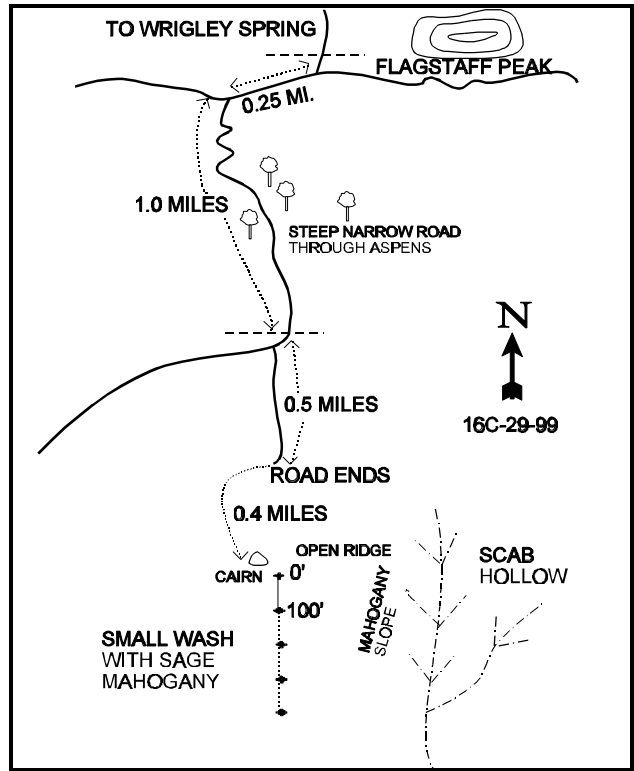 TO WRIGLEY SPRING
FLAGSTAFF PEAK
0.25 MI.
1.0 MILES
STEEP NARROW ROAD
THROUGH ASPENS
N
0.5 MILES
16C-29-99
ROAD ENDS
0.4 MILES
OPEN RIDGE
SCAB
HOLLOW
CAIRN
0'
MAHOGANY
SLOPE
100'
SMALL WASH
WITH SAGE
MAHOGANY